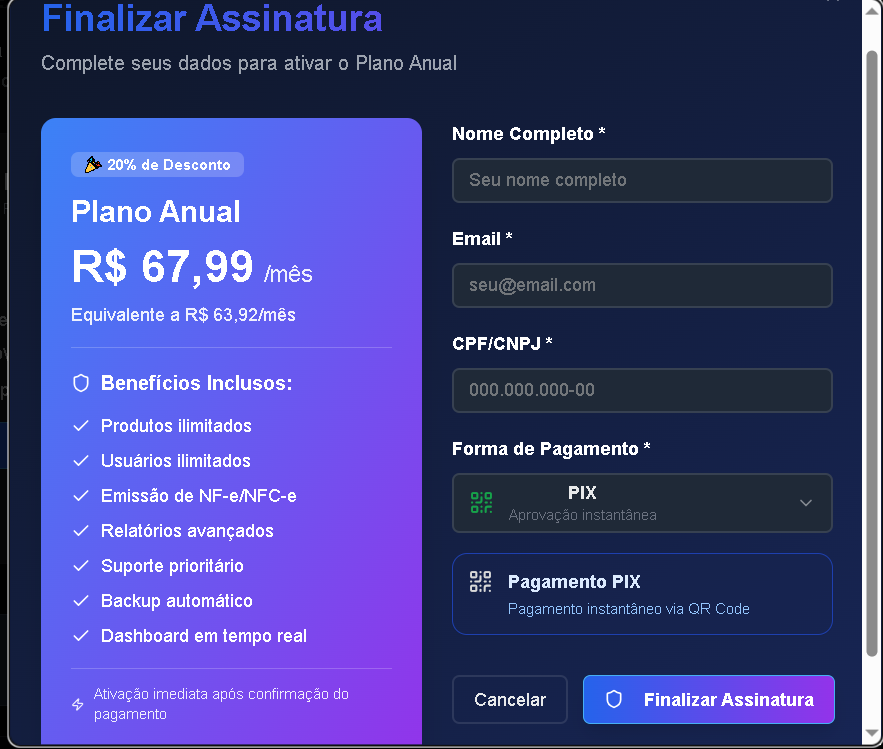 Finalizar Assinatura
Complete seus dados para ativar o Plano Anual
20% de Desconto
Plano Anual
R$ 67,99 /mês
Equivalente a R$ 63,92/mês
Benefícios Inclusos:
Produtos ilimitados
Usuários ilimitados
Emissão de NF-e/NFC-e
Relatórios avançados
Suporte prioritário
Backup automático
Dashboard em tempo real
Ativação imediata após confirmação do
pagamento
Nome Completo *
Seu nome completo
Email *
seu@email.com
CPF/CNPJ *
000.000.000-00
Forma de Pagamento *
PIX
Aprovação instantânea
Pagamento PIX
Pagamento instantâneo via QR Code
Cancelar
Finalizar Assinatura